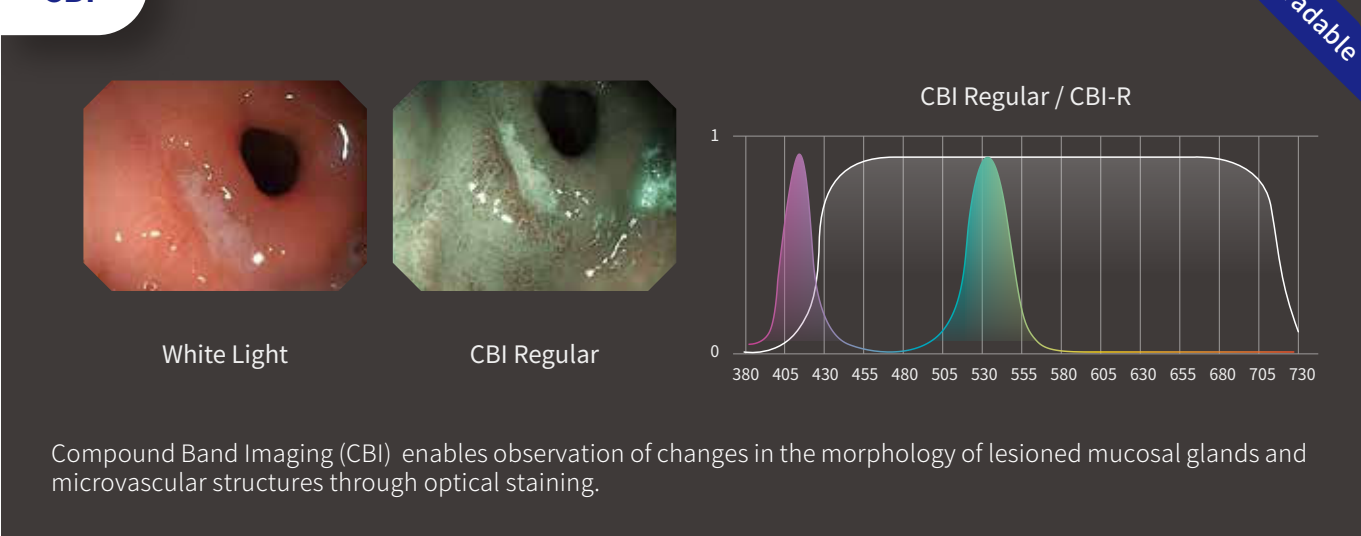 CBI Regular / CBI-R
1
0
380 405 430 455 480 505 530 555 580 605 630 655 680 705 730
White Light
CBI Regular
Compound Band Imaging (CBI) enables observation of changes in the morphology of lesioned mucosal glands and
microvascular structures through optical staining.